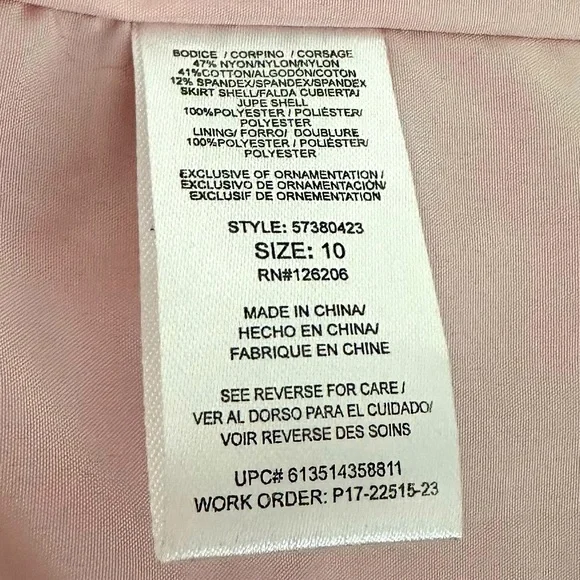 BODICE / CORPINO / CORSAGE
47% NYON/NYLON/NYLON
41%COTTON/ALGODÓN/COTON
12% SPANDEX/SPANDEX/SPANDEX
SKIRT SHELL/FALDA CUBIERTA/
JUPE SHELL
100%POLYESTER / POLIÉSTER/
POLYESTER
LINING/ FORRO/ DOUBLURE
100%POLYESTER / POLIÉSTER/
POLYESTER
EXCLUSIVE OF ORNAMENTATION/
EXCLUSIVO DE ORNAMENTACIÓN/
EXCLUSIF DE ORNEMENTATION
STYLE: 57380423
SIZE: 10
RN#126206
MADE IN CHINA/
HECHO EN CHINA/
FABRIQUE EN CHINE
SEE REVERSE FOR CARE /
VER AL DORSO PARA EL CUIDADO/
VOIR REVERSE DES SOINS
UPC# 613514358811
WORK ORDER: P17-22515-23